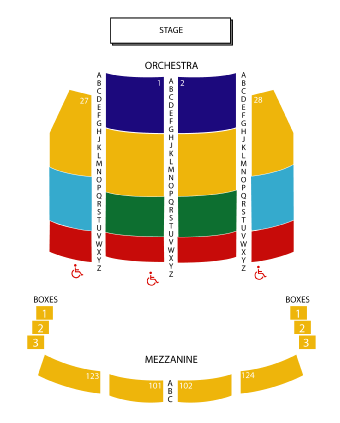 STAGE
ORCHESTRA
27
A
B
C
D
E
F
G
H
J
K
L
M
N
O
P
Q
R
S
T
U
V
W
X
Y
Z
1
A
B
C
D
E
F
G
H
J
K
L
M
N
O
P
Q
R
S
T
U
V
W
X
Y
Z
2
A
B
C
D
E
F
G
H
J
K
L
M
N
O
P
Q
R
S
T
U
V
W
X
Y
Z
28
BOXES
1
2
3
BOXES
1
2
3
MEZZANINE
123
101
A
B
C
102
124